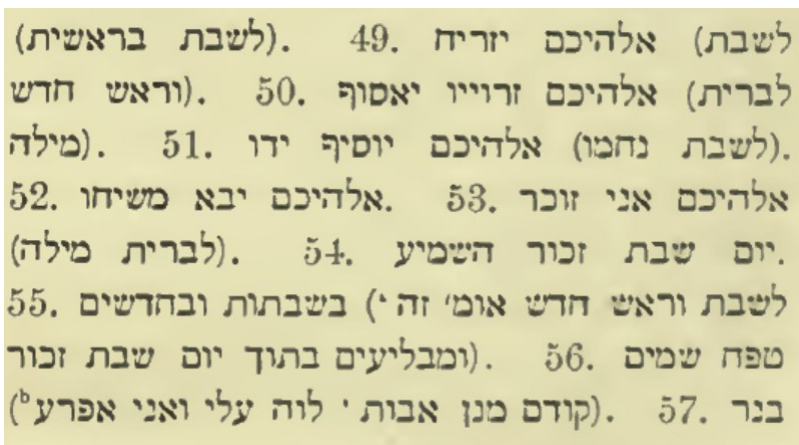 (לשבת בראשית). 49. לשבת) אלהיכם יזריח
וראש חדש). 50. לברית) אלהיכם זרוייו יאסוף
מילה). 51. לשבת נחמו) אלהיכם יוסיף ידו.
52. אלהיכם יבא משיחו. 53. אלהיכם אני זוכר
(לברית מילה). 54. יום שבת זכור השמיע.
55. לשבת וראש חדש אומ׳ זה ׳) בשבתות ובחדשים
ומבליעים בתוך יום שבת זכור). 56. טפח שמים
(קודם מנן אבות ׳ לוה עלי ואני אפרע ᵇ). 57. בנר